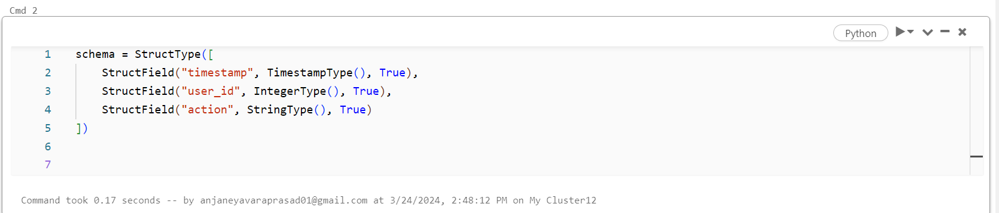 Cmd 2
Python
1 schema = StructType([
2     StructField("timestamp", TimestampType(), True),
3     StructField("user_id", IntegerType(), True),
4     StructField("action", StringType(), True)
5 ])
6
7
Command took 0.17 seconds -- by anjaneyavaraprasad01@gmail.com at 3/24/2024, 2:48:12 PM on My Cluster12